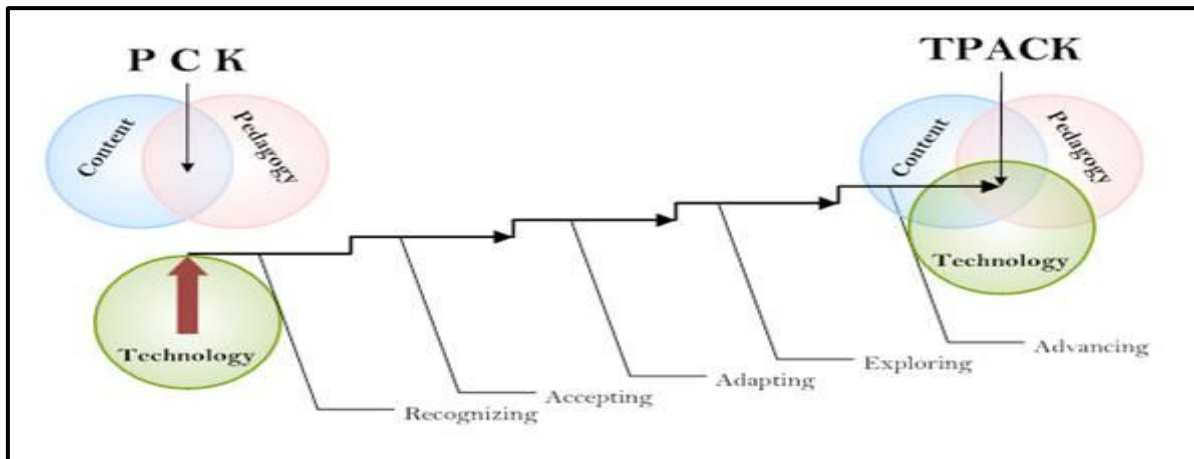 P C K
TPACK
Content
Pedagogy
Content
Pedagogy
Technology
Technology
Recognizing
Accepting
Adapting
Exploring
Advancing